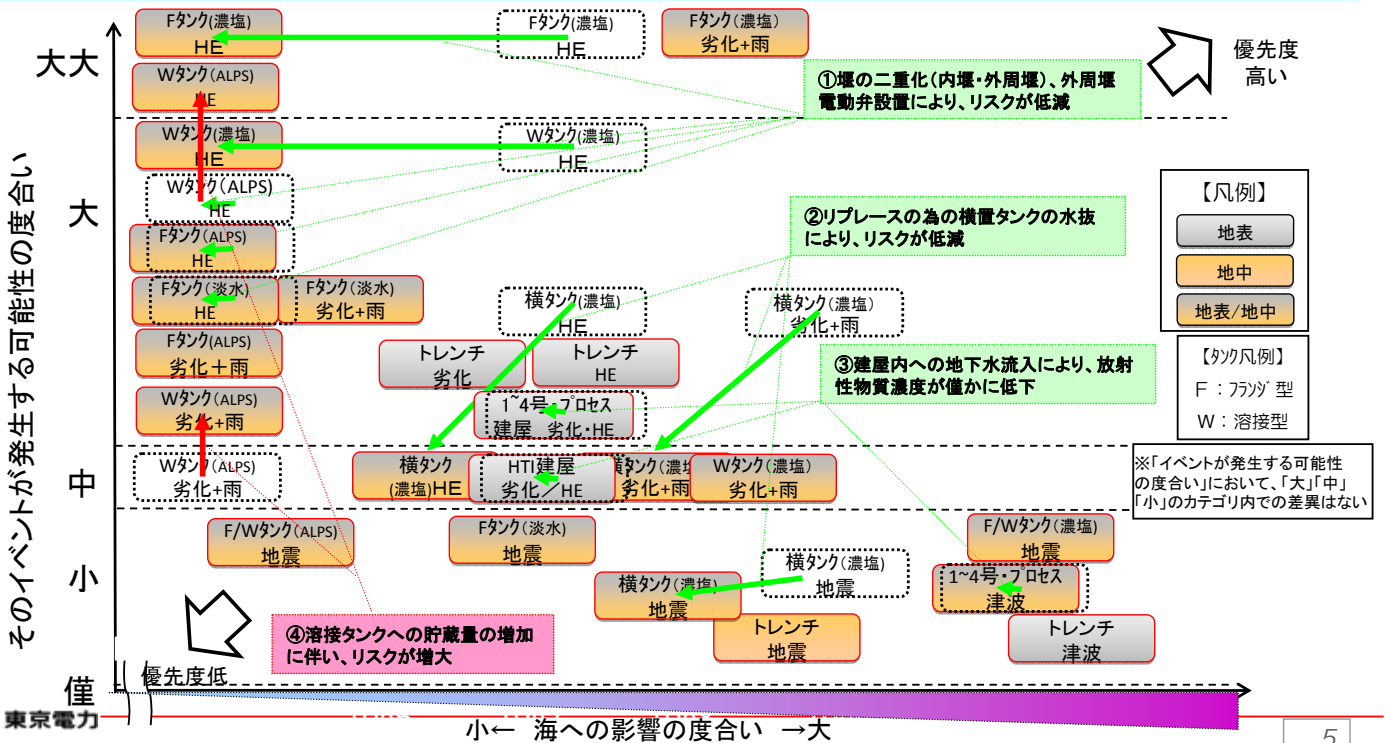 そのイベントが発生する可能性の度合い
大大
大
中
小
僅
Fタンク(濃塩)
HE
Fタンク(濃塩)
HE
Fタンク(濃塩)
劣化+雨
優先度
高い
Wタンク(ALPS)
HE
①堰の二重化(内堰・外周堰)、外周堰
電動弁設置により、リスクが低減
Wタンク(濃塩)
HE
Wタンク(濃塩)
HE
Wタンク(ALPS)
HE
【凡例】
地表
地中
地表/地中
②リプレースの為の横置タンクの水抜
により、リスクが低減
Fタンク(ALPS)
HE
Fタンク(淡水)
HE
Fタンク(淡水)
劣化+雨
横タンク(濃塩)
HE
横タンク(濃塩)
劣化+雨
Fタンク(ALPS)
劣化+雨
トレンチ
劣化
トレンチ
HE
③建屋内への地下水流入により、放射
性物質濃度が僅かに低下
【タンク凡例】
F:フランジ型
W:溶接型
Wタンク(ALPS)
劣化+雨
1~4号・プロセス
建屋 劣化・HE
Wタンク(ALPS)
劣化+雨
横タンク
(濃塩)HE
HTI建屋
劣化/HE
横タンク(濃塩)
劣化+雨
Wタンク(濃塩)
劣化+雨
※「イベントが発生する可能性
の度合い」において、「大」「中」
「小」のカテゴリ内での差異はない
F/Wタンク(ALPS)
地震
Fタンク(淡水)
地震
F/Wタンク(濃塩)
地震
横タンク(濃塩)
地震
横タンク(濃塩)
地震
1~4号・プロセス
津波
トレンチ
地震
トレンチ
津波
④溶接タンクへの貯蔵量の増加
に伴い、リスクが増大
優先度低
東京電力
小← 海への影響の度合い →大
5